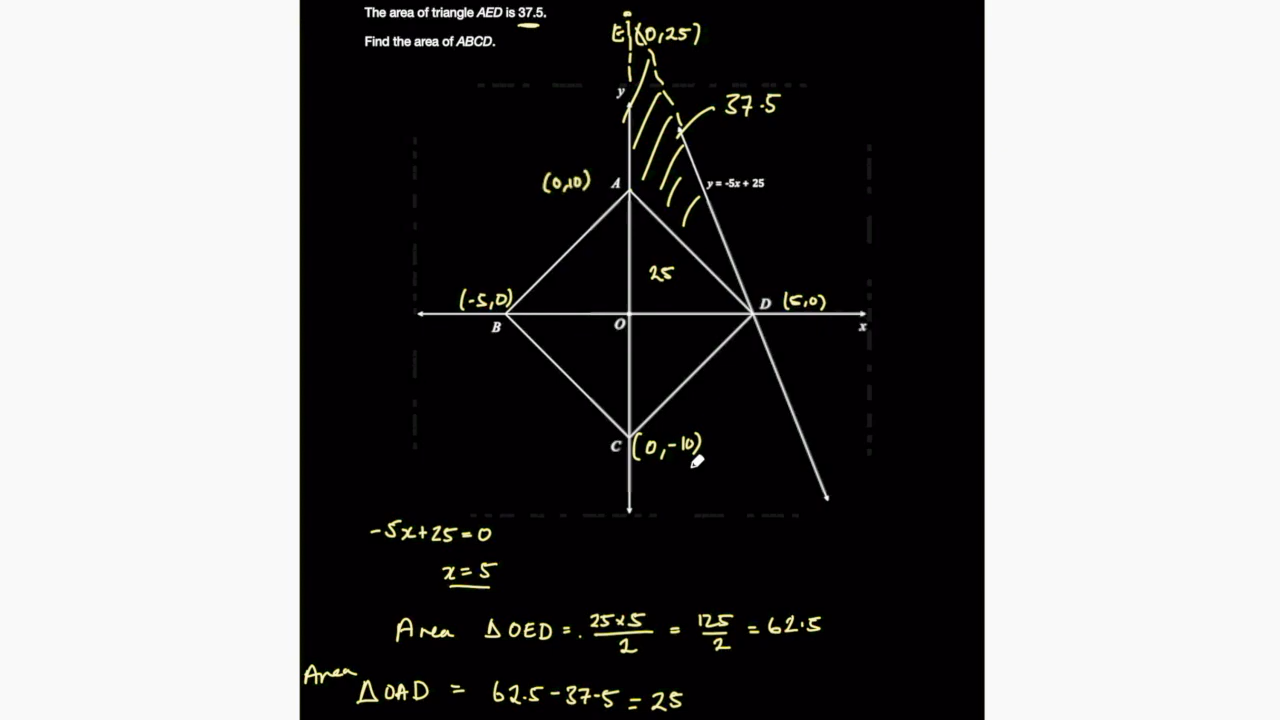 The area of triangle AED is 37.5.
Find the area of ABCD.
E (0,25)
y
37.5
(0,10) A
y = -5x + 25
25
(-5,0)
D (5,0)
B
O
x
C (0,-10)
-5x+25=0
x=5
Area △OED = . 25×5/2 = 125/2 = 62.5
Area
△OAD = 62.5-37.5 = 25